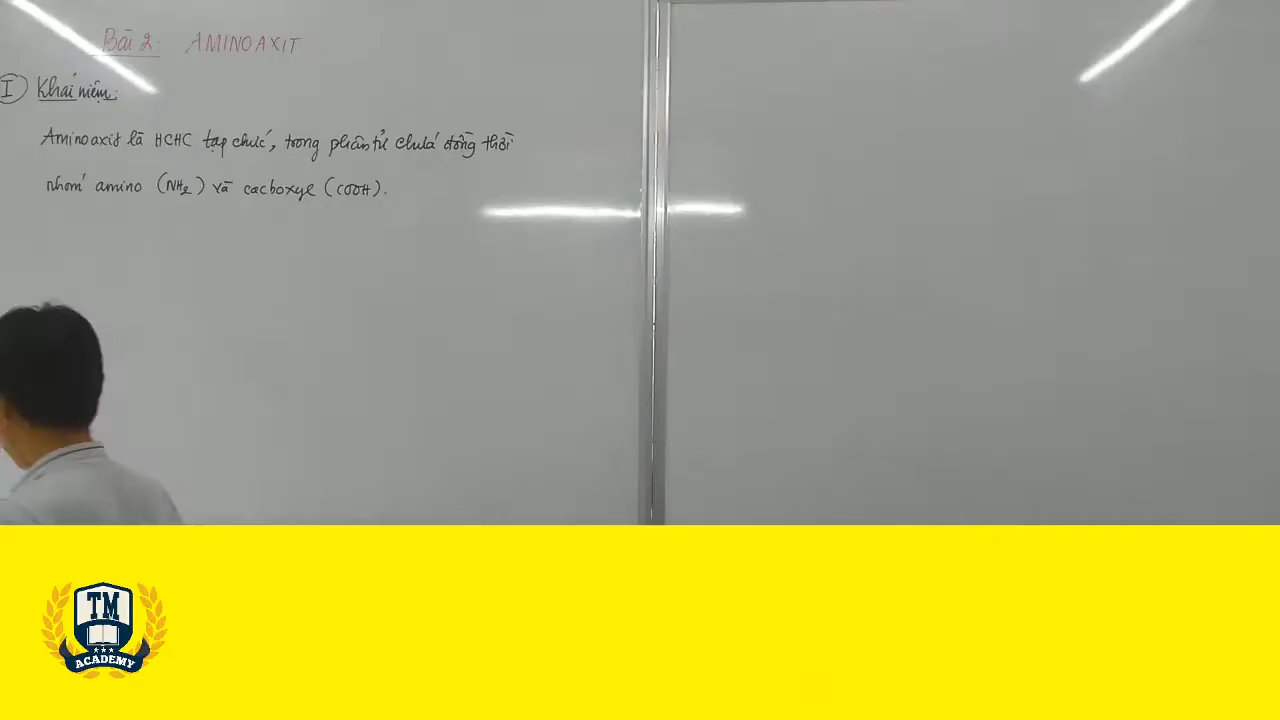 Bài 2. AMINOAXIT
I Khái niệm:
Aminoaxit là HCHC tạp chức, trong phân tử chứa đồng thời
nhóm amino (NH2) và cacboxyl (COOH).
TM
ACADEMY